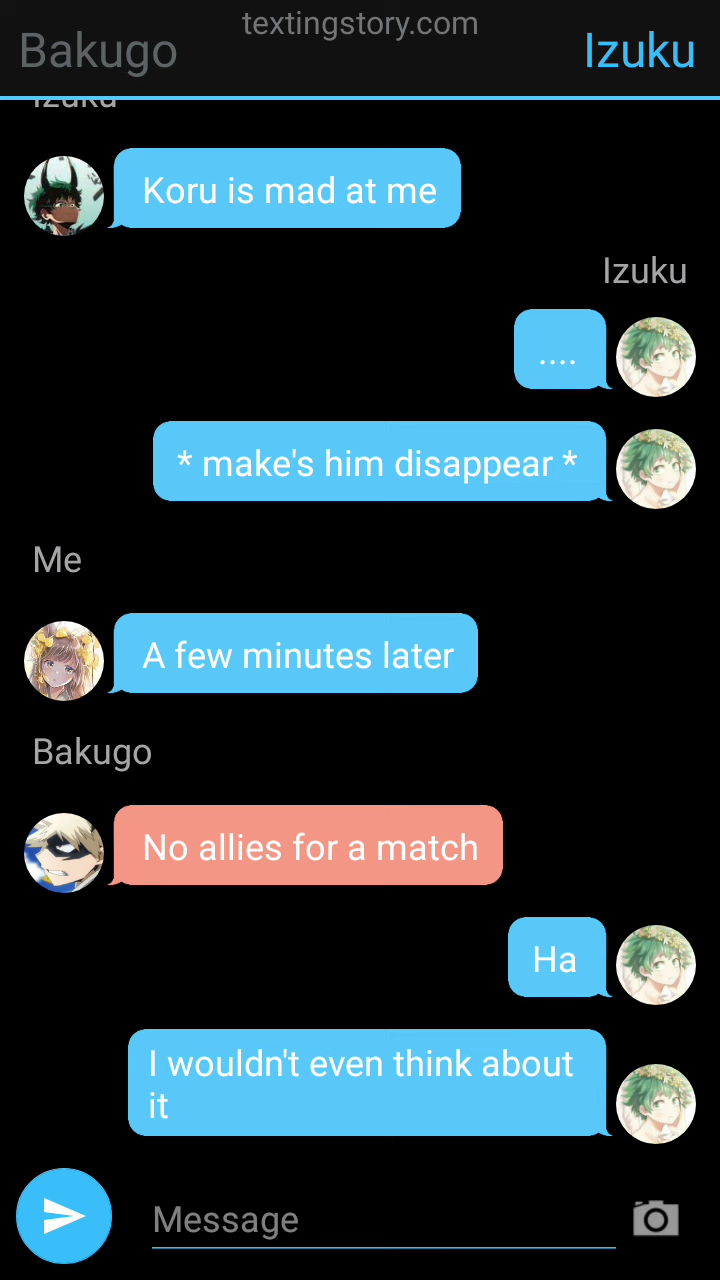 textingstory.com
Bakugo
Izuku
Izuku
Koru is mad at me
Izuku
....
* make's him disappear *
Me
A few minutes later
Bakugo
No allies for a match
Ha
I wouldn't even think about
it
Message